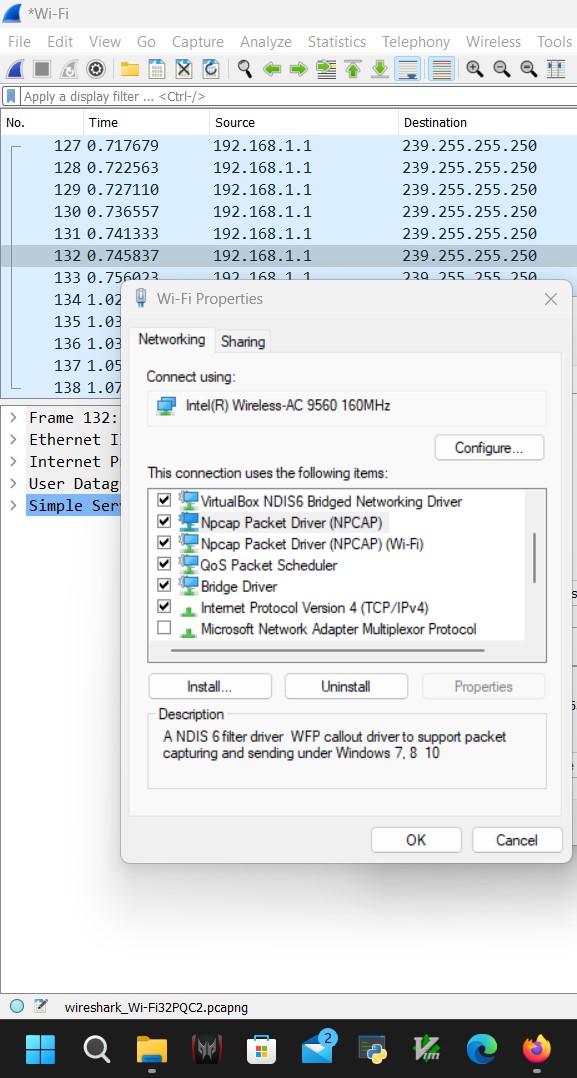 *Wi-Fi
File Edit View Go Capture Analyze Statistics Telephony Wireless Tools
Apply a display filter ... <Ctrl-/>
No. Time Source Destination
127 0.717679 192.168.1.1 239.255.255.250
128 0.722563 192.168.1.1 239.255.255.250
129 0.727110 192.168.1.1 239.255.255.250
130 0.736557 192.168.1.1 239.255.255.250
131 0.741333 192.168.1.1 239.255.255.250
132 0.745837 192.168.1.1 239.255.255.250
133 0.756023 192.168.1.1 239.255.255.250
134 1.02
135 1.03
136 1.03
137 1.05
138 1.07
Frame 132:
Ethernet I
Internet P
User Datag
Simple Ser
Wi-Fi Properties
Networking Sharing
Connect using:
Intel(R) Wireless-AC 9560 160MHz
Configure...
This connection uses the following items:
VirtualBox NDIS6 Bridged Networking Driver
Npcap Packet Driver (NPCAP)
Npcap Packet Driver (NPCAP) (Wi-Fi)
QoS Packet Scheduler
Bridge Driver
Internet Protocol Version 4 (TCP/IPv4)
Microsoft Network Adapter Multiplexor Protocol
Install... Uninstall Properties
Description
A NDIS 6 filter driver WFP callout driver to support packet
capturing and sending under Windows 7, 8 10
OK Cancel
wireshark_Wi-Fi32PQC2.pcapng
2
Vim